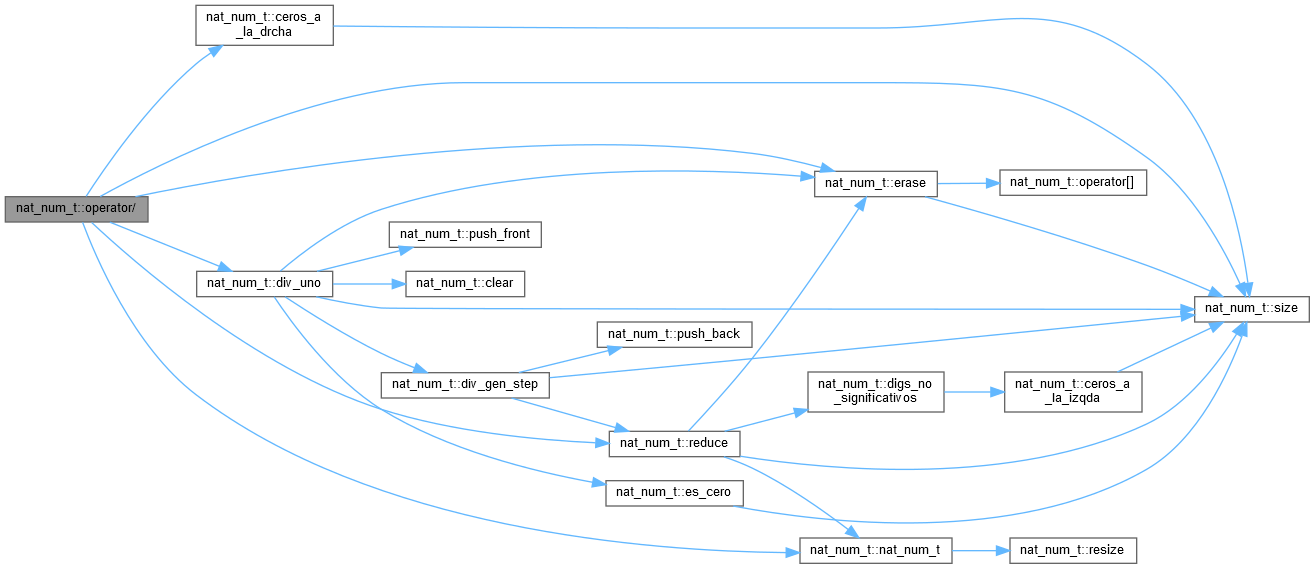 nat_num_t::ceros_a
_la_drcha
nat_num_t::operator/
nat_num_t::erase
nat_num_t::operator[]
nat_num_t::push_front
nat_num_t::div_uno
nat_num_t::clear
nat_num_t::size
nat_num_t::push_back
nat_num_t::div_gen_step
nat_num_t::digs_no
_significativos
nat_num_t::ceros_a
_la_izqda
nat_num_t::reduce
nat_num_t::es_cero
nat_num_t::nat_num_t
nat_num_t::resize